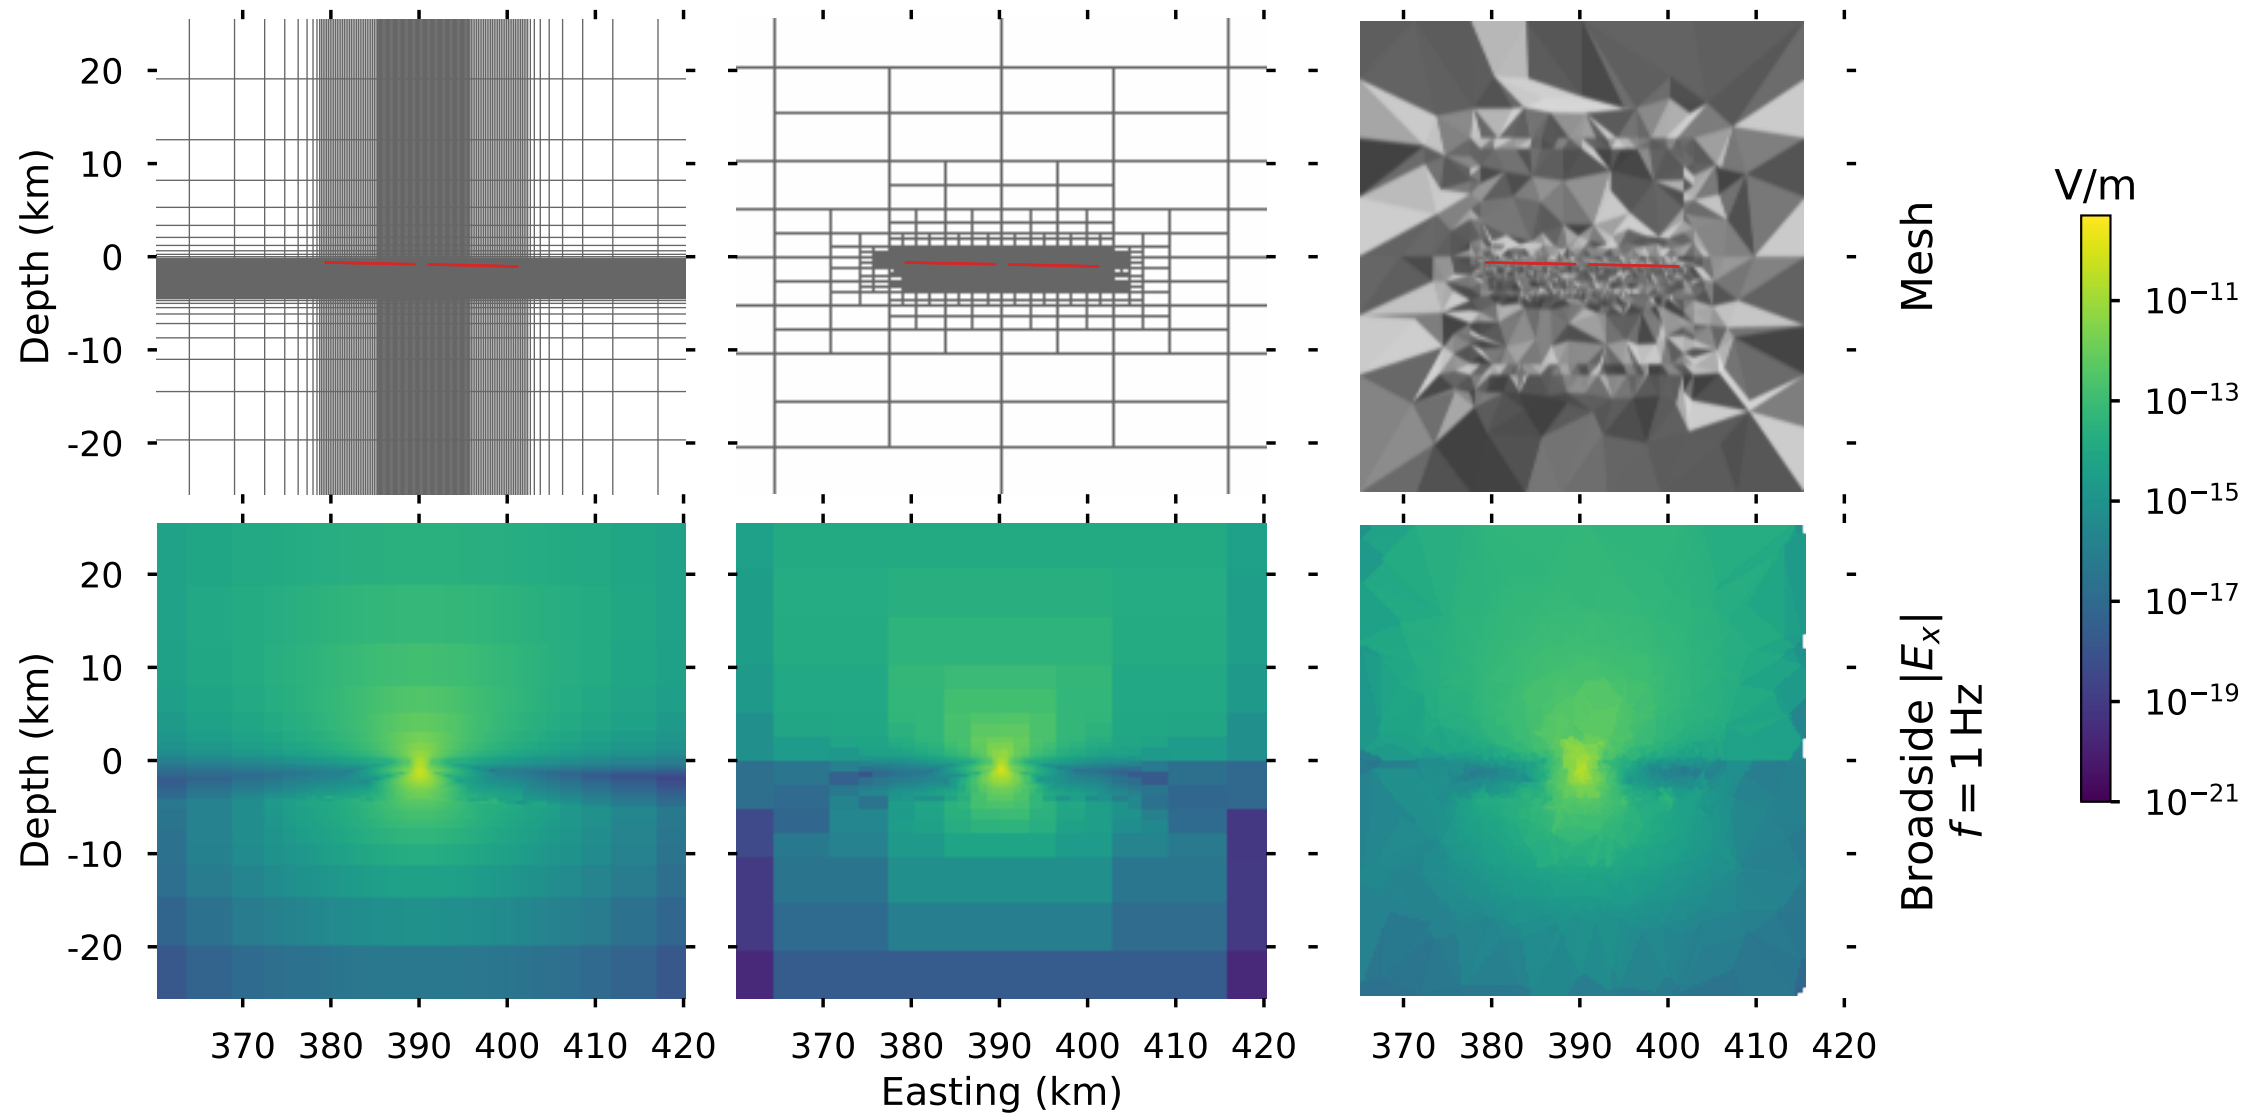 20
10
0
-10
-20
Depth (km)
Mesh
V/m
10⁻¹¹
10⁻¹³
10⁻¹⁵
10⁻¹⁷
10⁻¹⁹
10⁻²¹
20
10
0
-10
-20
Depth (km)
Broadside |Eₓ|
f = 1 Hz
370 380 390 400 410 420
370 380 390 400 410 420
370 380 390 400 410 420
Easting (km)